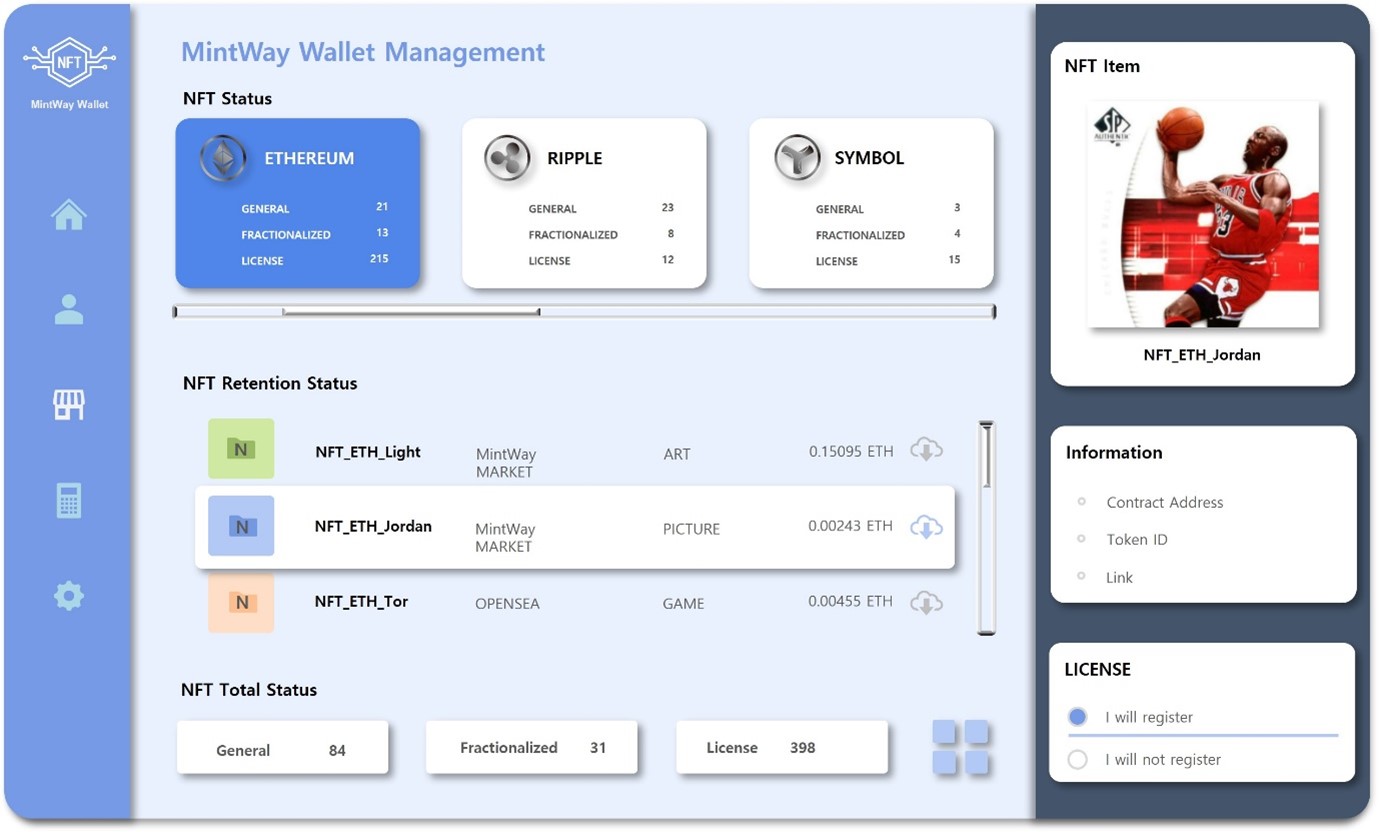 NFT
MintWay Wallet
MintWay Wallet Management
NFT Status
ETHEREUM
GENERAL 21
FRACTIONALIZED 13
LICENSE 215
RIPPLE
GENERAL 23
FRACTIONALIZED 8
LICENSE 12
SYMBOL
GENERAL 3
FRACTIONALIZED 4
LICENSE 15
NFT Retention Status
N NFT_ETH_Light MintWay MARKET ART 0.15095 ETH
N NFT_ETH_Jordan MintWay MARKET PICTURE 0.00243 ETH
N NFT_ETH_Tor OPENSEA GAME 0.00455 ETH
NFT Total Status
General 84
Fractionalized 31
License 398
NFT Item
SP
AUTHENTIC
NFT_ETH_Jordan
Information
Contract Address
Token ID
Link
LICENSE
I will register
I will not register